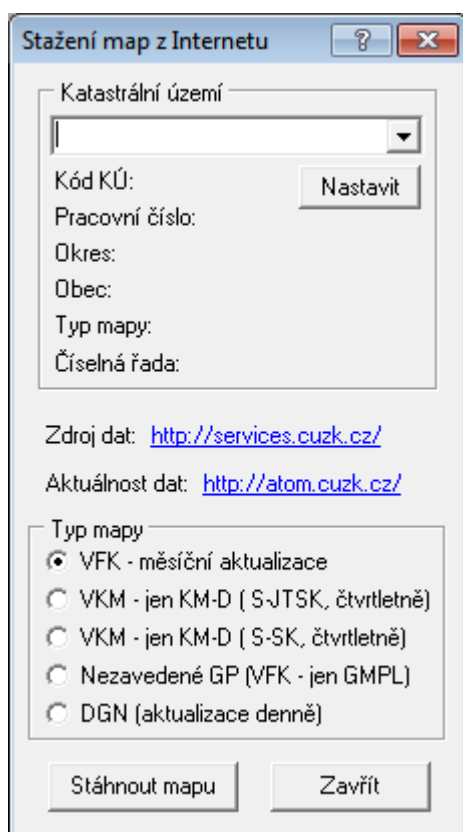 Stažení map z Internetu
Katastrální území
Kód KÚ:
Nastavit
Pracovní číslo:
Okres:
Obec:
Typ mapy:
Číselná řada:
Zdroj dat: http://services.cuzk.cz/
Aktuálnost dat: http://atom.cuzk.cz/
Typ mapy
VFK - měsíční aktualizace
VKM - jen KM-D ( S-JTSK, čtvrtletně)
VKM - jen KM-D ( S-SK, čtvrtletně)
Nezavedené GP (VFK - jen GMPL)
DGN (aktualizace denně)
Stáhnout mapu
Zavřít